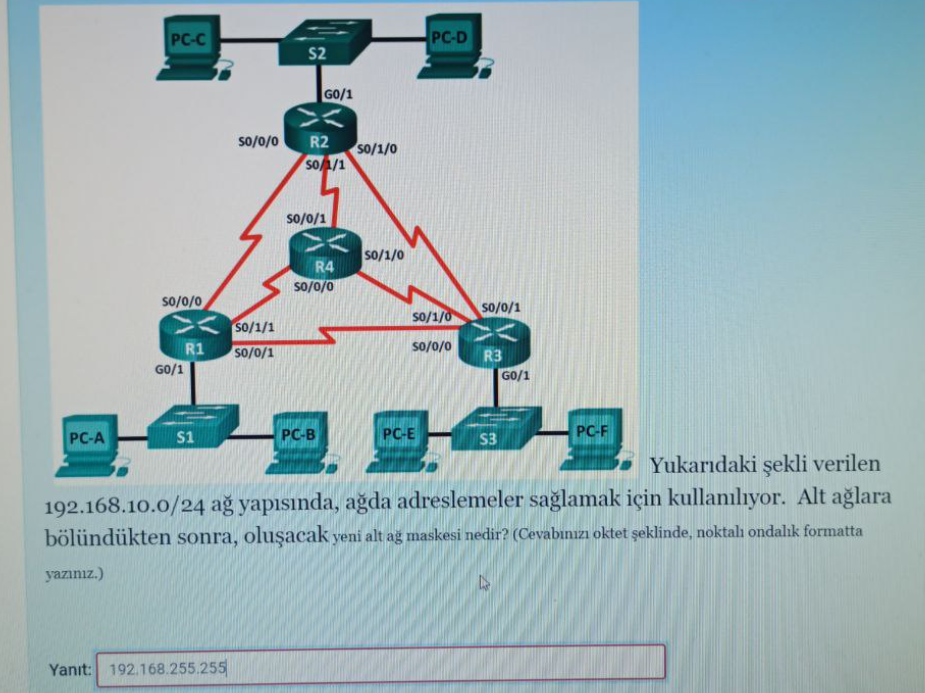 PC-C
PC-D
S2
G0/1
S0/0/0
R2
S0/1/0
S0/1/1
S0/0/1
S0/1/0
R4
S0/0/0
S0/0/0
S0/1/1
S0/1/0
S0/0/1
R1
S0/0/1
S0/0/0
R3
G0/1
G0/1
PC-A
S1
PC-B
PC-E
S3
PC-F
Yukarıdaki şekli verilen
192.168.10.0/24 ağ yapısında, ağda adreslemeler sağlamak için kullanılıyor. Alt ağlara
bölündükten sonra, oluşacak yeni alt ağ maskesi nedir? (Cevabınızı oktet şeklinde, noktalı ondalık formatta
yazınız.)
Yanıt: 192.168.255.255